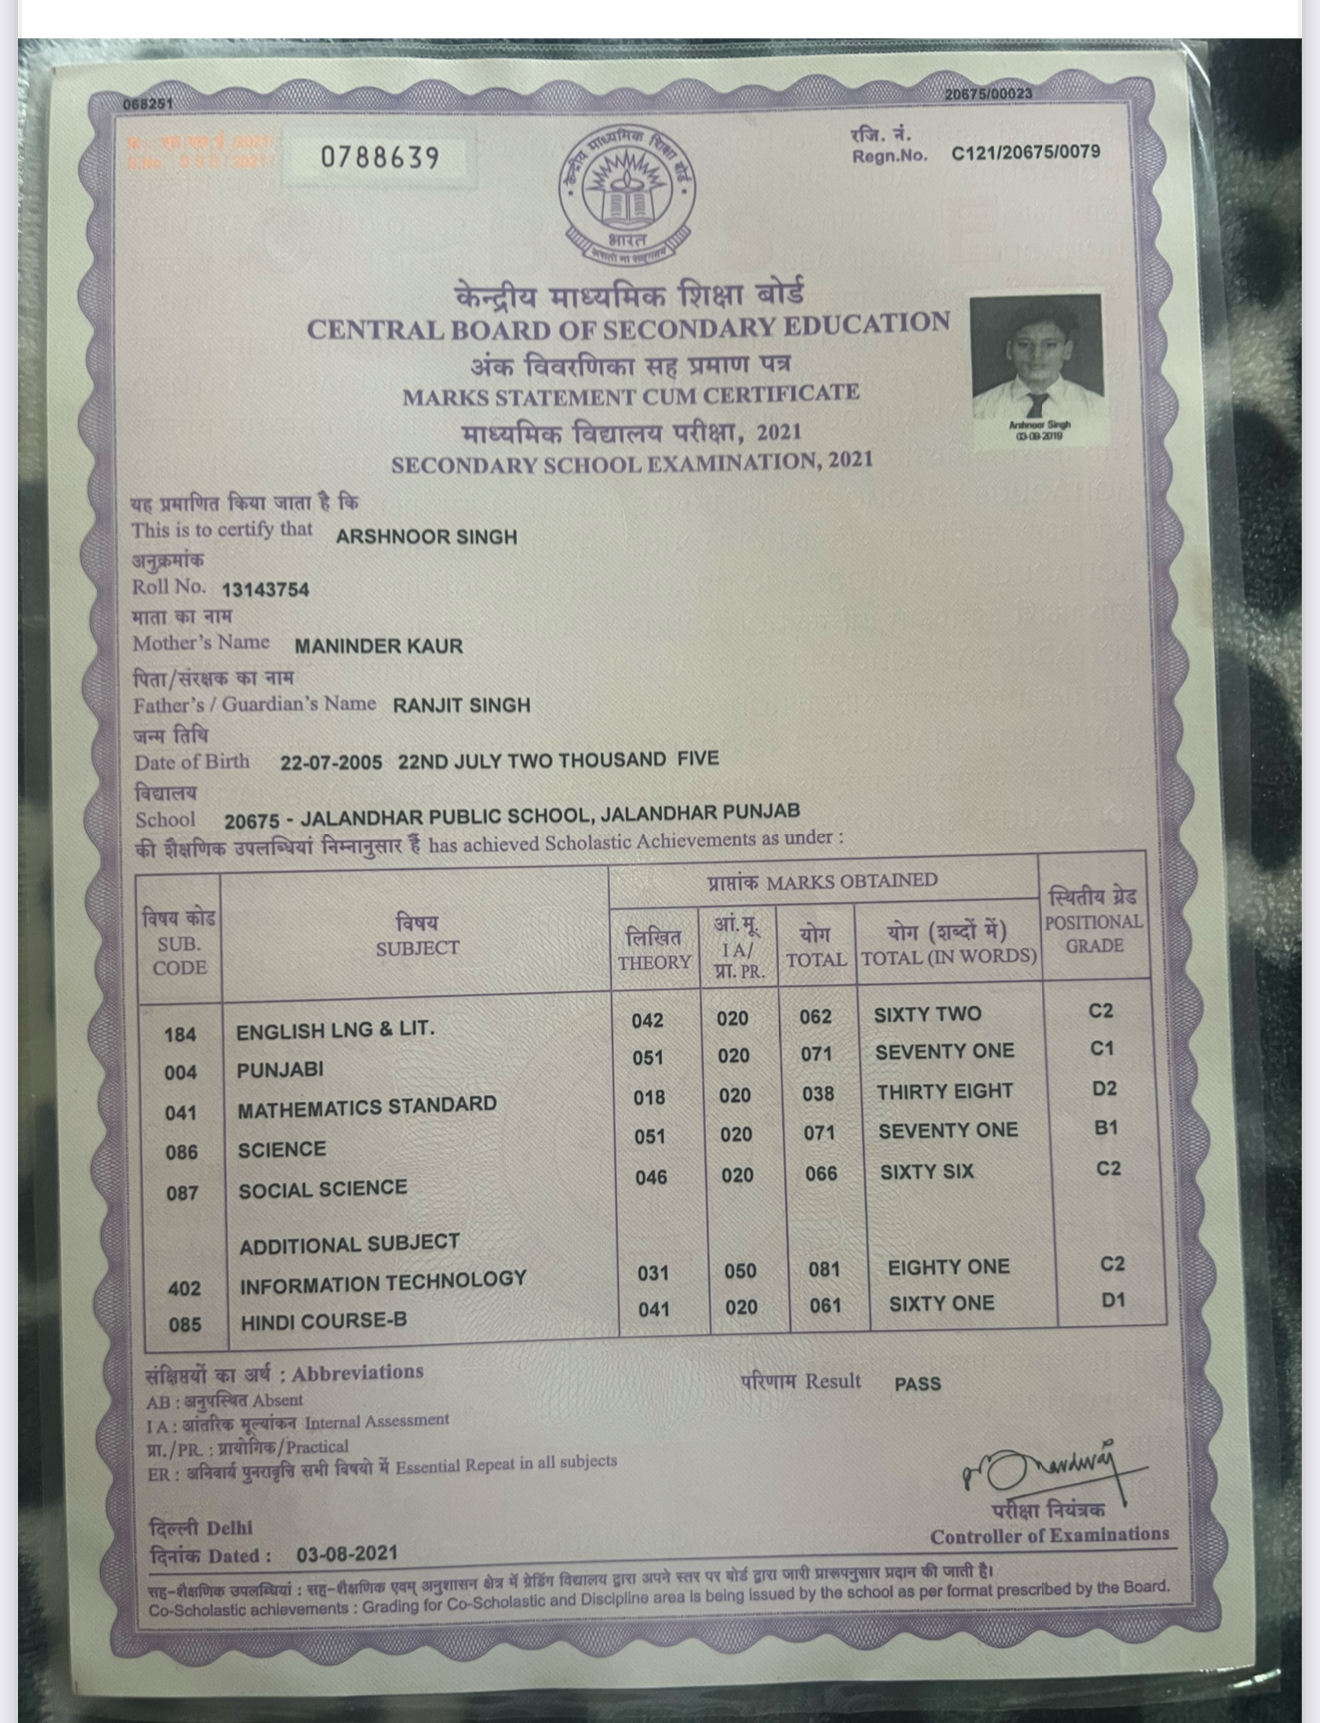 068251
20675/00023
0788639
रजि. नं.
Regn.No. C121/20675/0079
केन्द्रीय माध्यमिक शिक्षा बोर्ड
भारत
असतो मा सद्गमय
केन्द्रीय माध्यमिक शिक्षा बोर्ड
CENTRAL BOARD OF SECONDARY EDUCATION
अंक विवरणिका सह प्रमाण पत्र
MARKS STATEMENT CUM CERTIFICATE
माध्यमिक विद्यालय परीक्षा, 2021
SECONDARY SCHOOL EXAMINATION, 2021
Arshnoor Singh
03-09-2019
यह प्रमाणित किया जाता है कि
This is to certify that ARSHNOOR SINGH
अनुक्रमांक
Roll No. 13143754
माता का नाम
Mother's Name MANINDER KAUR
पिता/संरक्षक का नाम
Father's / Guardian's Name RANJIT SINGH
जन्म तिथि
Date of Birth 22-07-2005 22ND JULY TWO THOUSAND FIVE
विद्यालय
School 20675 - JALANDHAR PUBLIC SCHOOL, JALANDHAR PUNJAB
की शैक्षणिक उपलब्धियां निम्नानुसार हैं has achieved Scholastic Achievements as under :
विषय कोड SUB. CODE
विषय SUBJECT
प्राप्तांक MARKS OBTAINED
लिखित THEORY
आं.मू. I A/ प्रा. PR.
योग TOTAL
योग (शब्दों में) TOTAL (IN WORDS)
स्थितीय ग्रेड POSITIONAL GRADE
184 ENGLISH LNG & LIT. 042 020 062 SIXTY TWO C2
004 PUNJABI 051 020 071 SEVENTY ONE C1
041 MATHEMATICS STANDARD 018 020 038 THIRTY EIGHT D2
086 SCIENCE 051 020 071 SEVENTY ONE B1
087 SOCIAL SCIENCE 046 020 066 SIXTY SIX C2
ADDITIONAL SUBJECT
402 INFORMATION TECHNOLOGY 031 050 081 EIGHTY ONE C2
085 HINDI COURSE-B 041 020 061 SIXTY ONE D1
संक्षिप्तियों का अर्थ : Abbreviations
AB : अनुपस्थित Absent
I A : आंतरिक मूल्यांकन Internal Assessment
प्रा./PR. : प्रायोगिक/Practical
ER : अनिवार्य पुनरावृत्ति सभी विषयो में Essential Repeat in all subjects
परिणाम Result PASS
परीक्षा नियंत्रक
Controller of Examinations
दिल्ली Delhi
दिनांक Dated : 03-08-2021
सह-शैक्षणिक उपलब्धियां : सह-शैक्षणिक एवम् अनुशासन क्षेत्र में ग्रेडिंग विद्यालय द्वारा अपने स्तर पर बोर्ड द्वारा जारी प्रारूपनुसार प्रदान की जाती है।
Co-Scholastic achievements : Grading for Co-Scholastic and Discipline area is being issued by the school as per format prescribed by the Board.